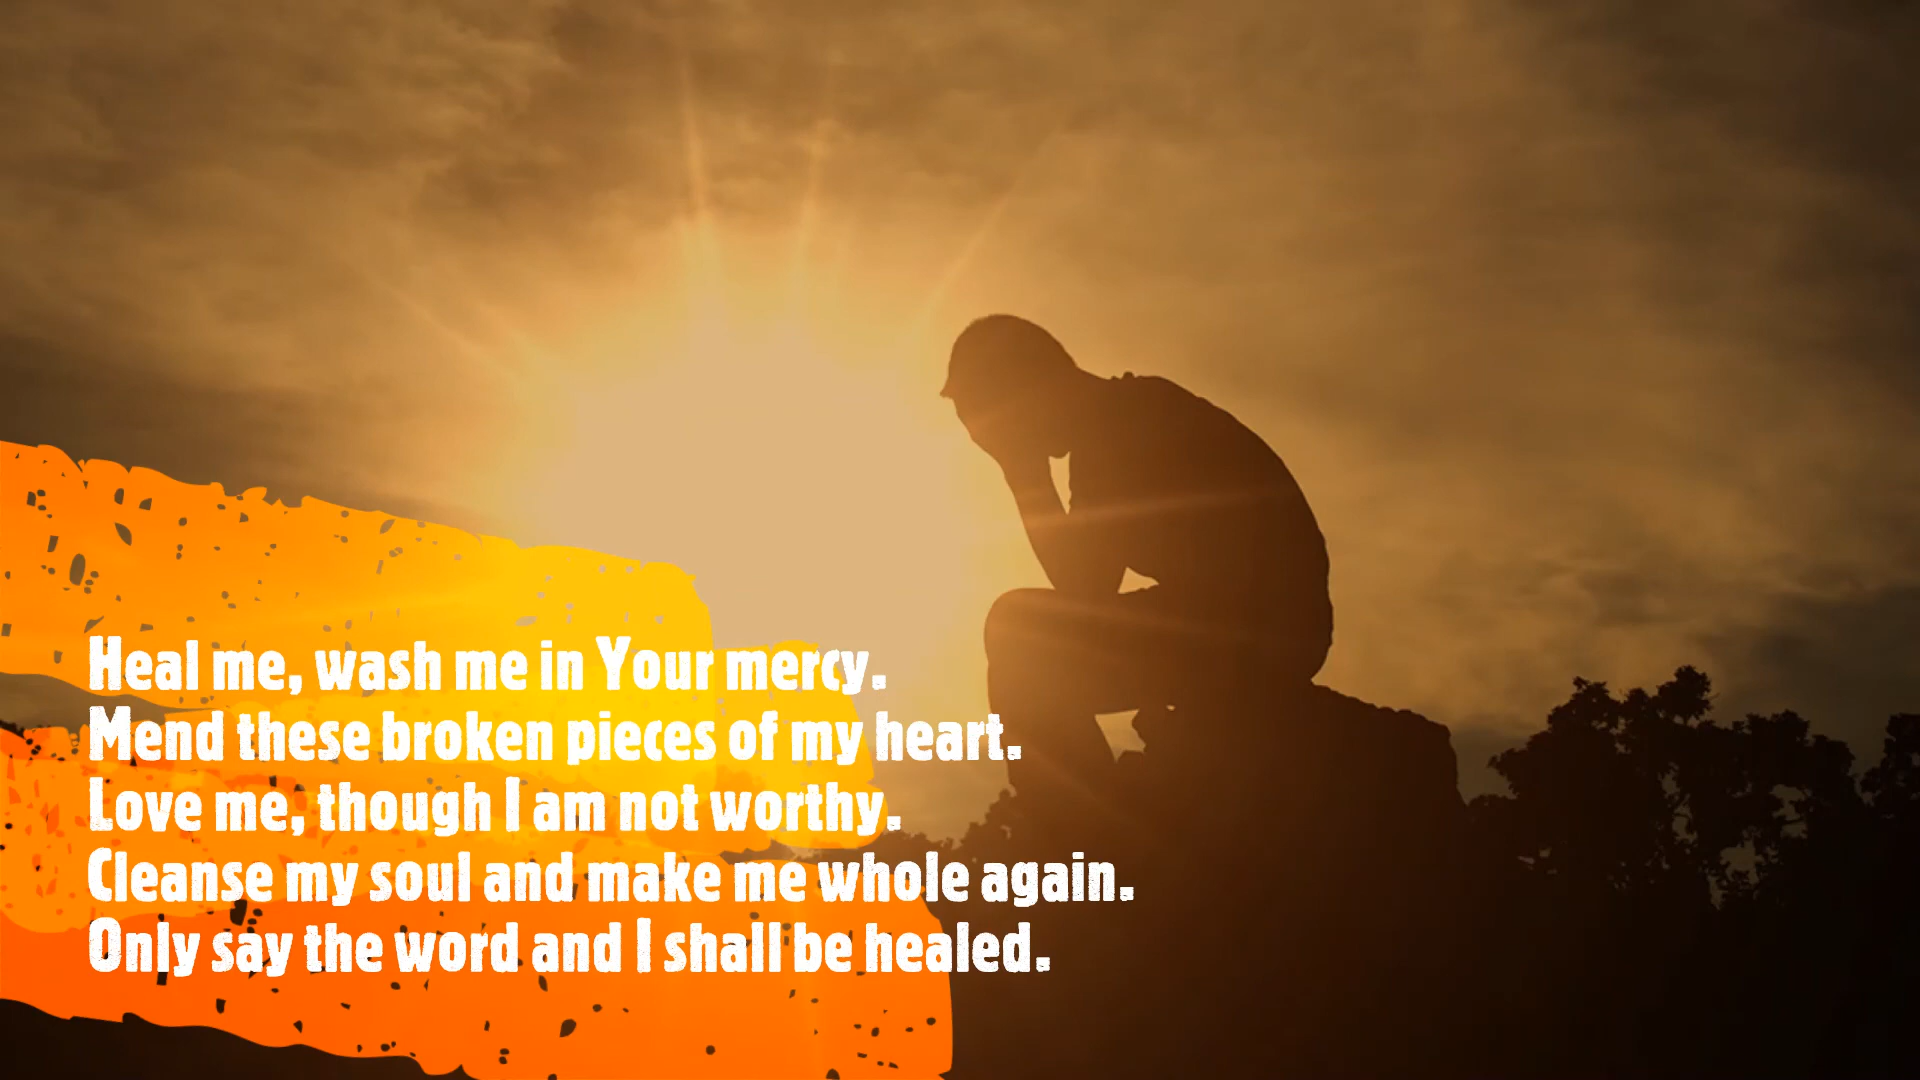 Heal me, wash me in Your mercy.
Mend these broken pieces of my heart.
Love me, though I am not worthy.
Cleanse my soul and make me whole again.
Only say the word and I shall be healed.